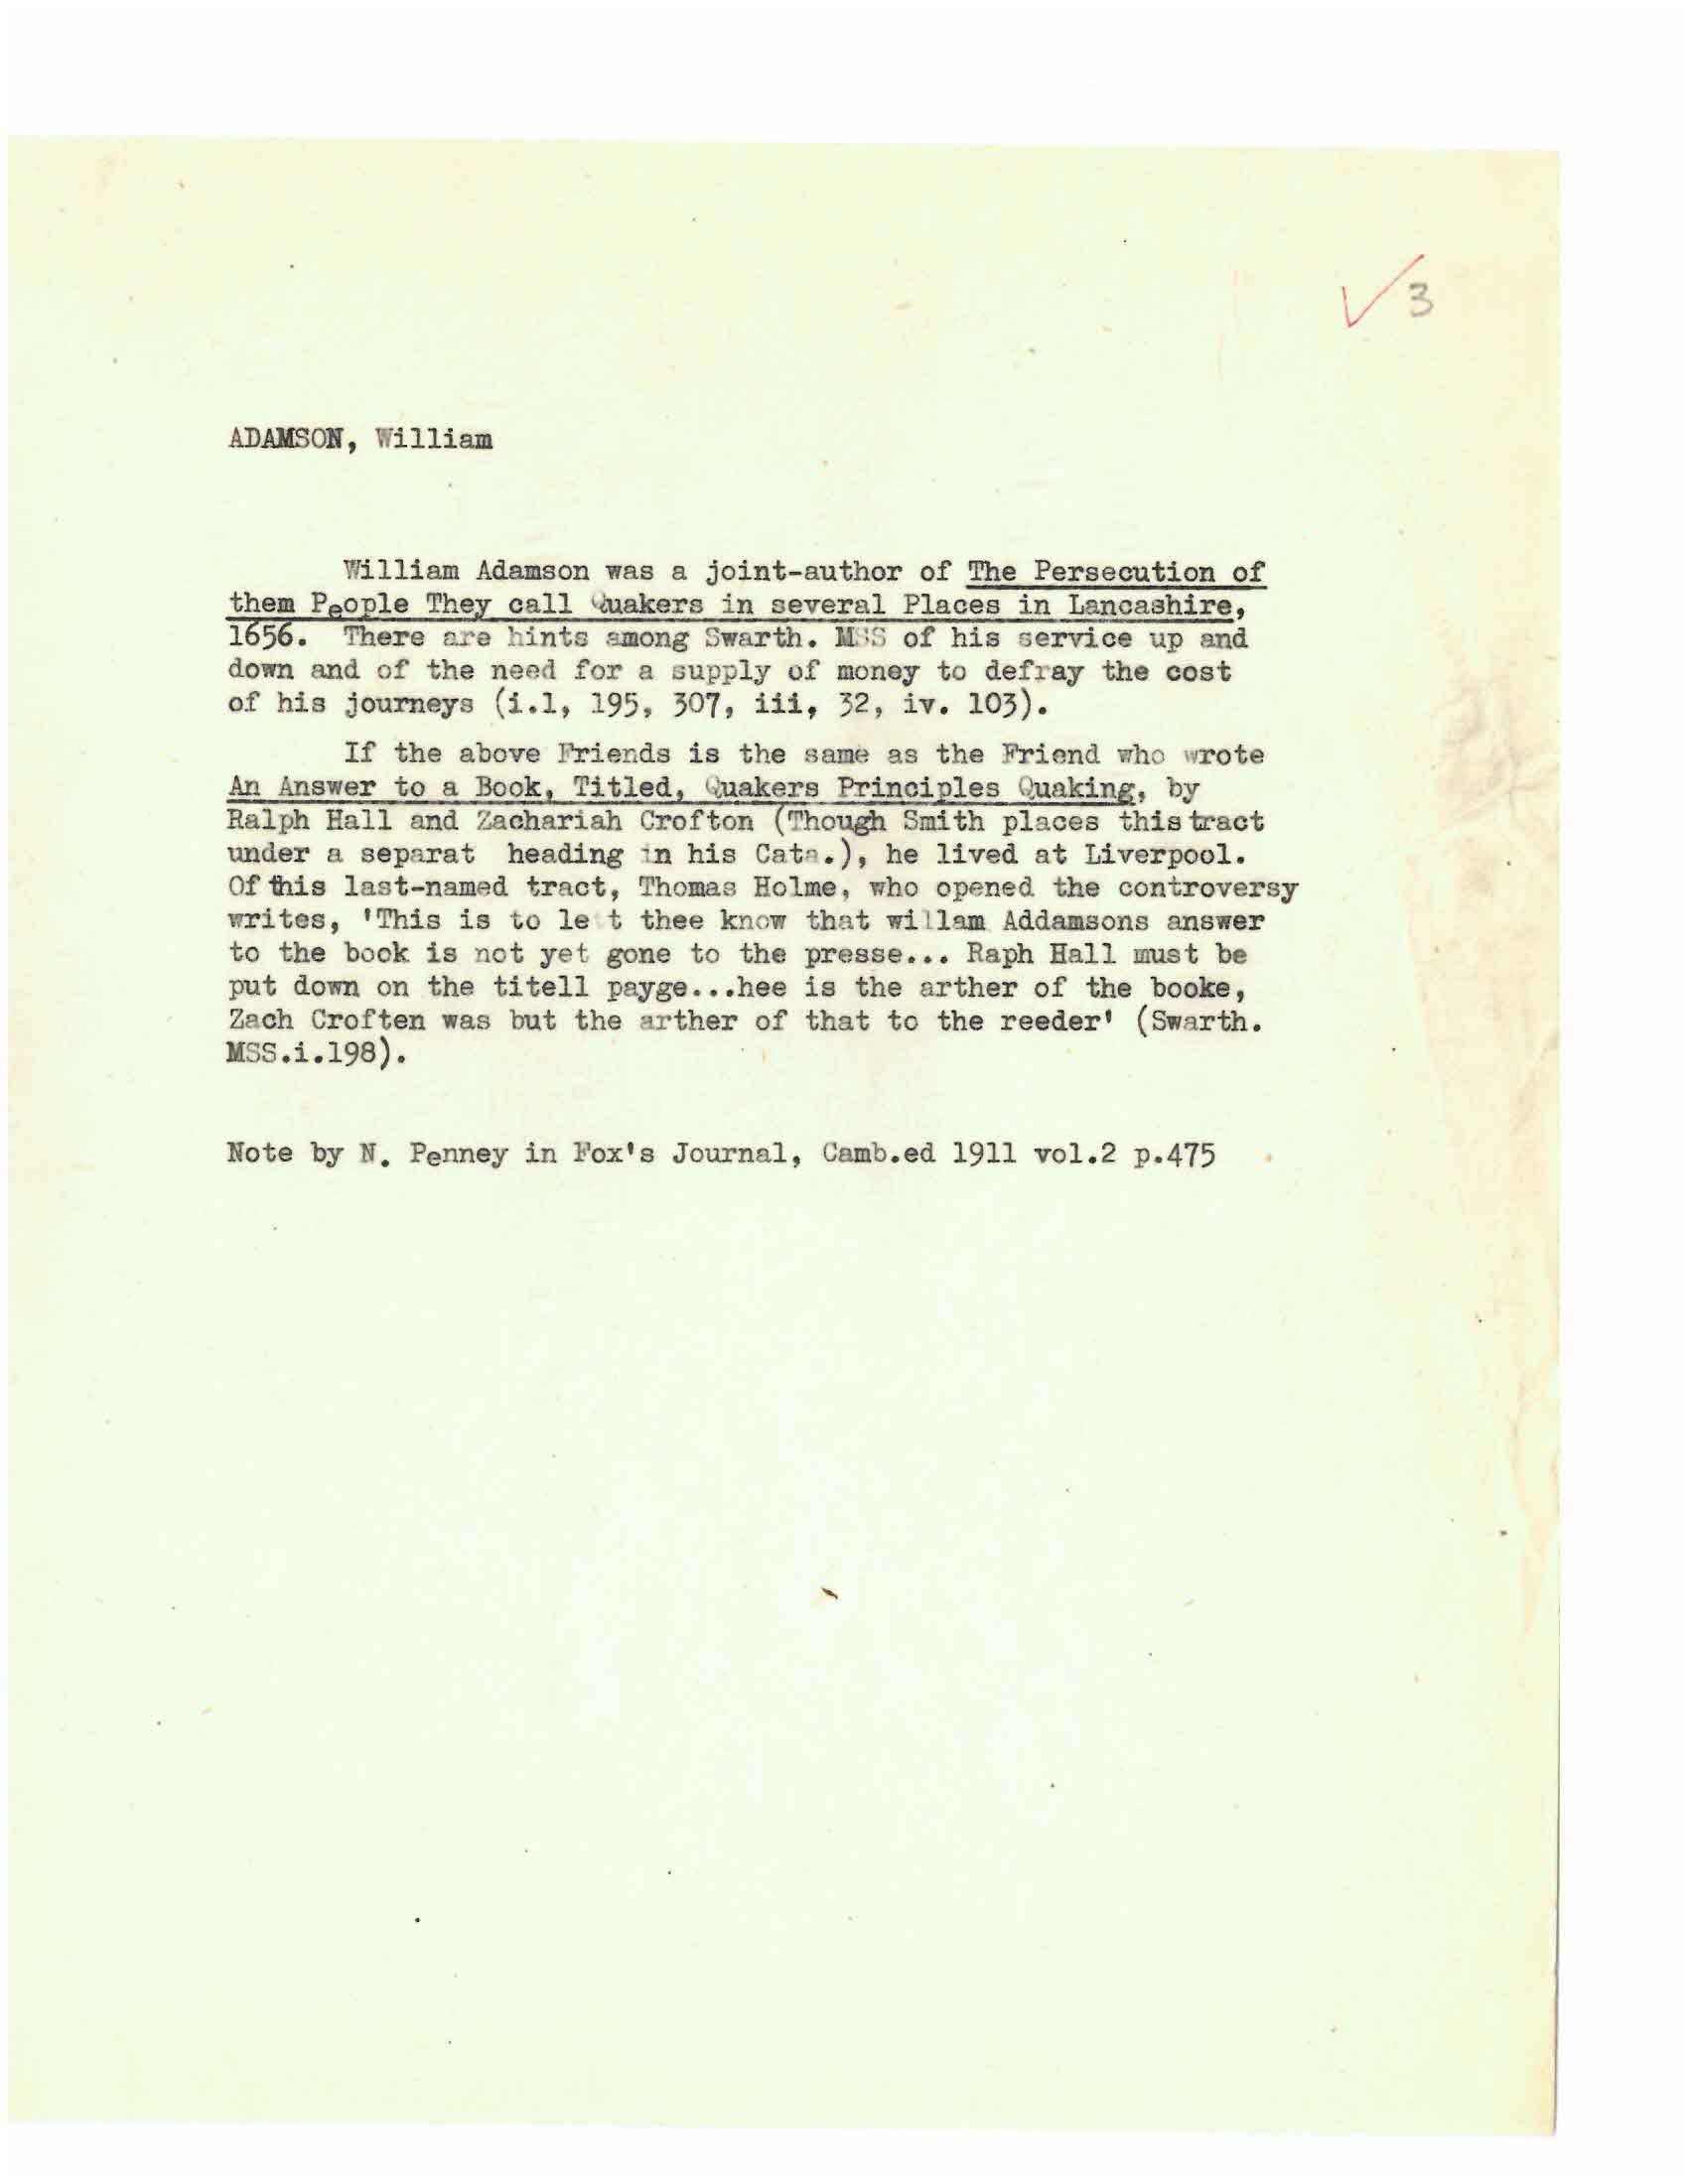 ✓ 3
ADAMSON, William
William Adamson was a joint-author of The Persecution of
them People They call Quakers in several Places in Lancashire,
1656. There are hints among Swarth. MSS of his service up and
down and of the need for a supply of money to defray the cost
of his journeys (i.1, 195, 307, iii, 32, iv. 103).
If the above Friends is the same as the Friend who wrote
An Answer to a Book, Titled, Quakers Principles Quaking, by
Ralph Hall and Zachariah Crofton (Though Smith places this tract
under a separat heading in his Cata.), he lived at Liverpool.
Of this last-named tract, Thomas Holme, who opened the controversy
writes, 'This is to le t thee know that willam Addamsons answer
to the book is not yet gone to the presse... Raph Hall must be
put down on the titell payge...hee is the arther of the booke,
Zach Croften was but the arther of that to the reeder' (Swarth.
MSS.i.198).
Note by N. Penney in Fox's Journal, Camb.ed 1911 vol.2 p.475